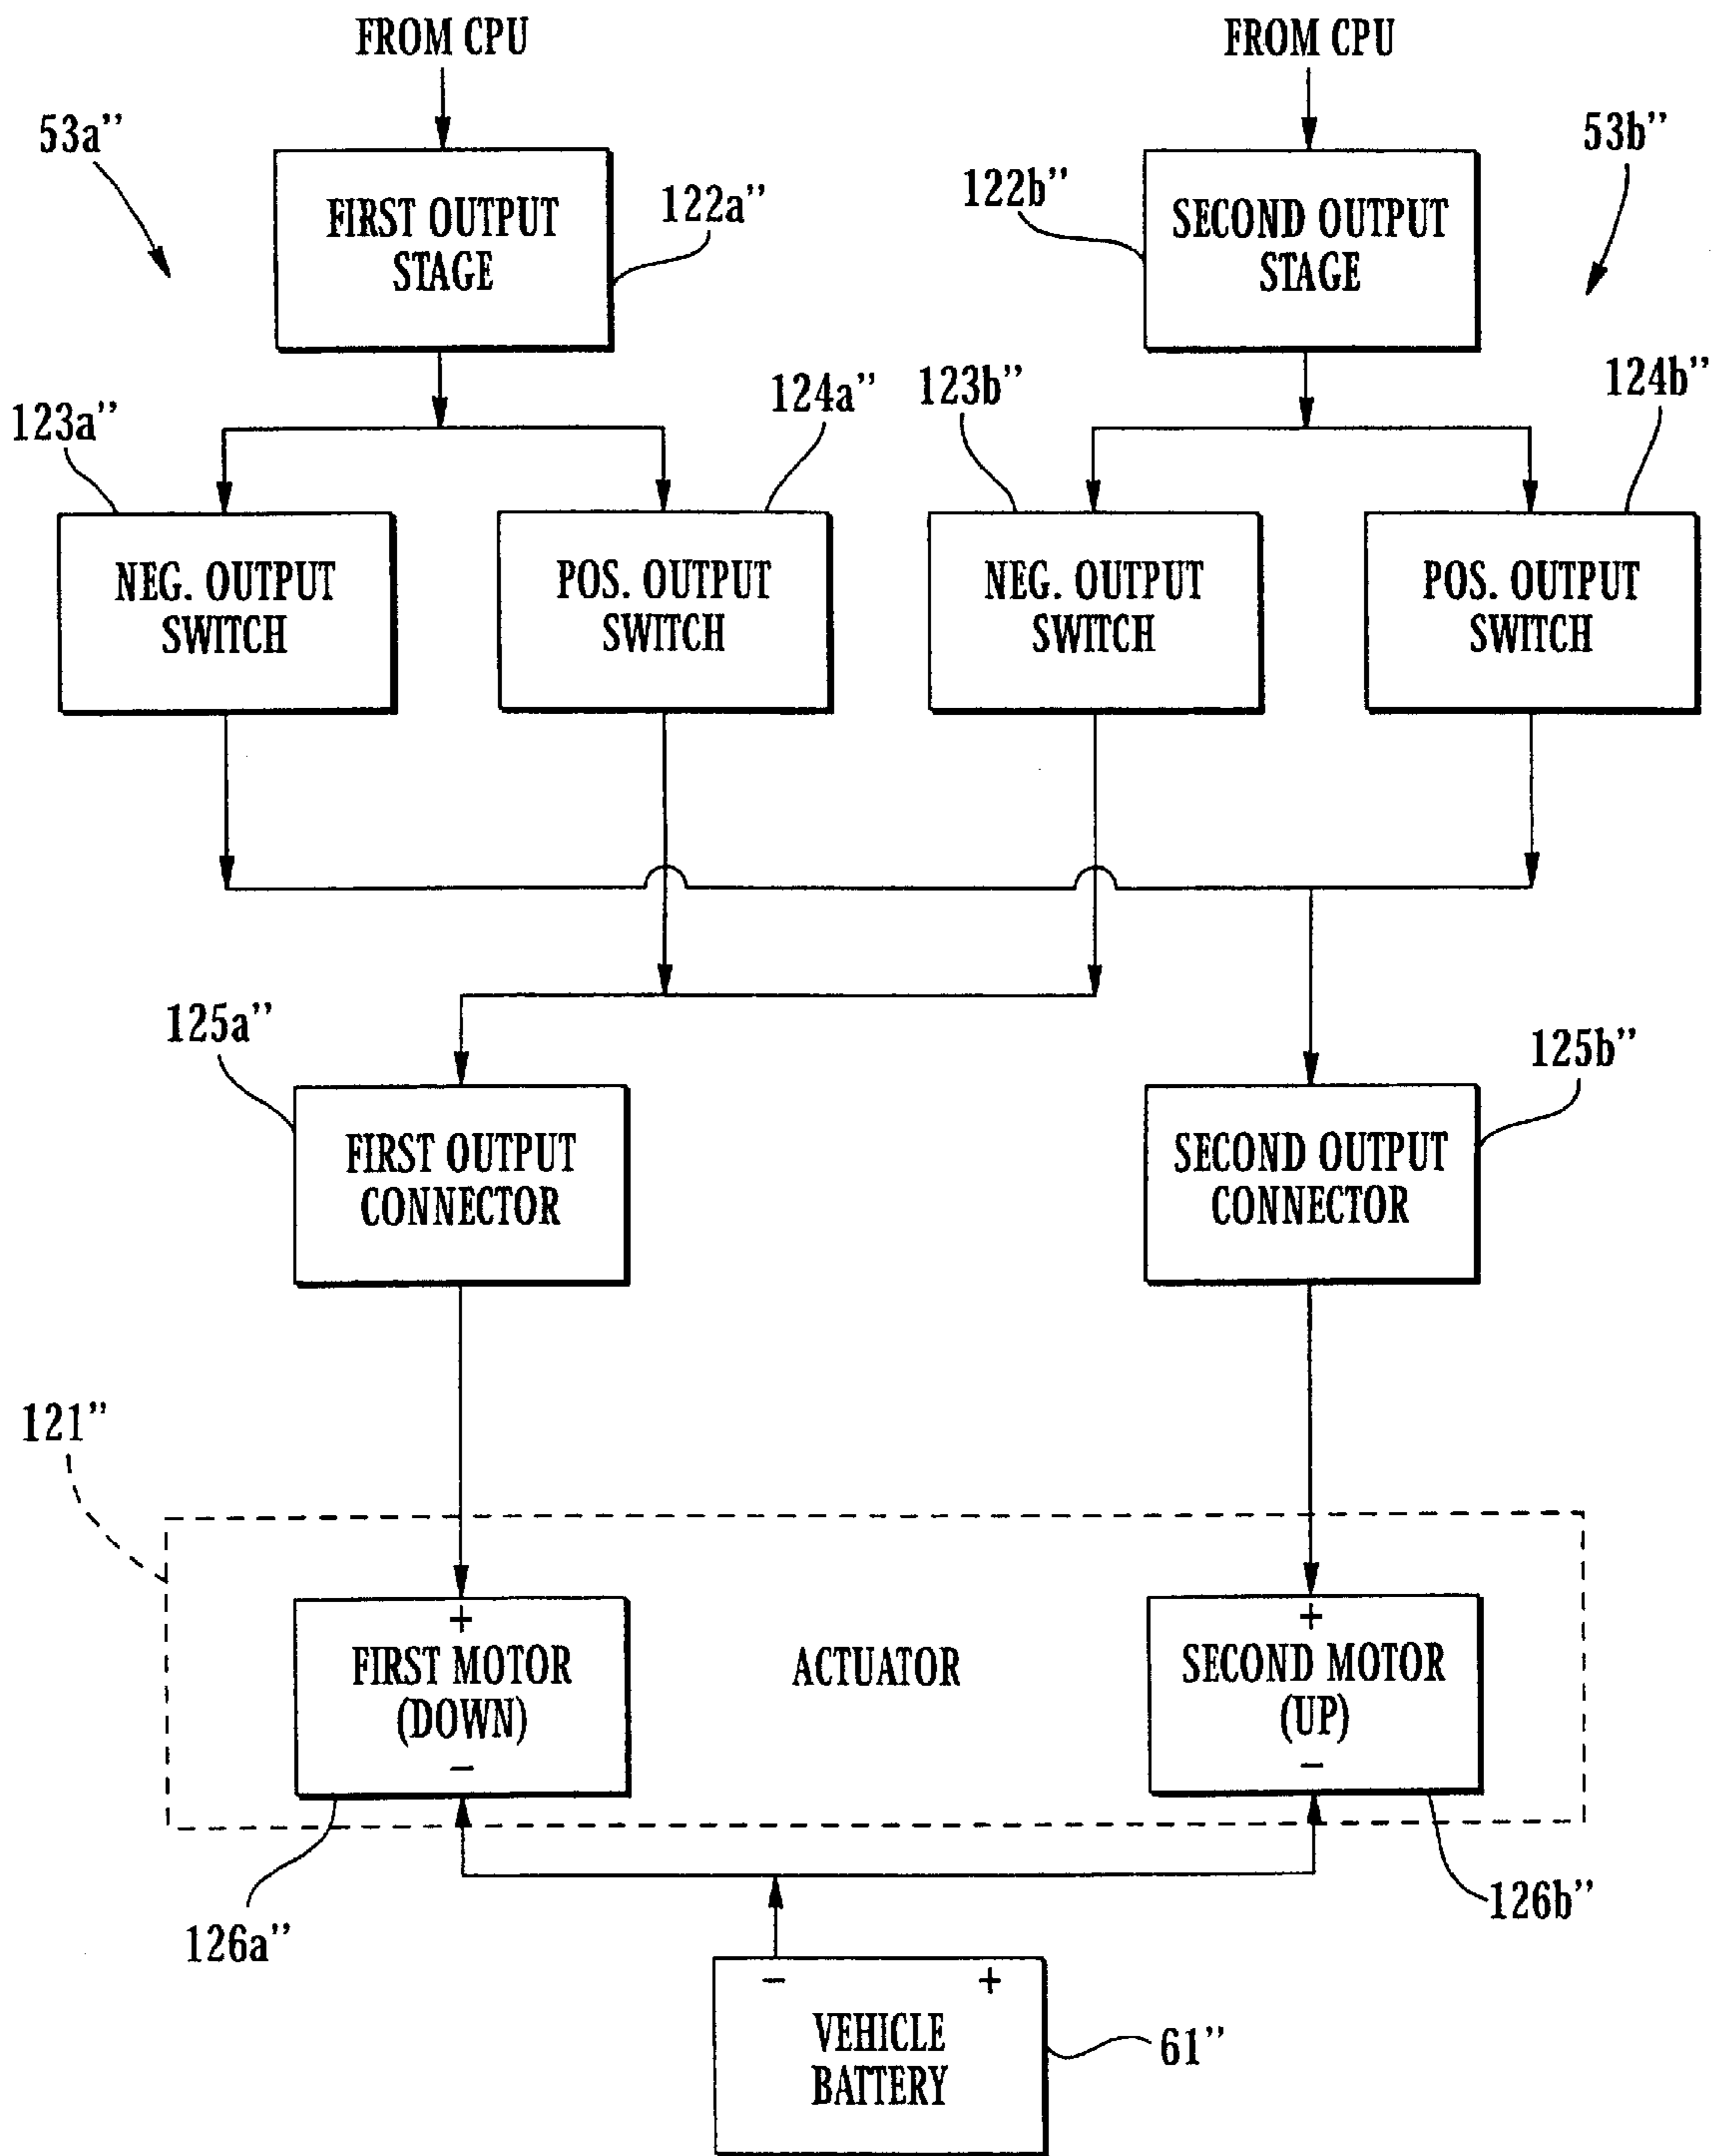 FROM CPU
FROM CPU
53a”
53b”
FIRST OUTPUT
STAGE
122a”
122b”
SECOND OUTPUT
STAGE
123a”
124a”
123b”
124b”
NEG. OUTPUT
SWITCH
POS. OUTPUT
SWITCH
NEG. OUTPUT
SWITCH
POS. OUTPUT
SWITCH
125a”
125b”
FIRST OUTPUT
CONNECTOR
SECOND OUTPUT
CONNECTOR
121”
+
FIRST MOTOR
(DOWN)
−
ACTUATOR
+
SECOND MOTOR
(UP)
−
126a”
126b”
− +
VEHICLE
BATTERY
61”